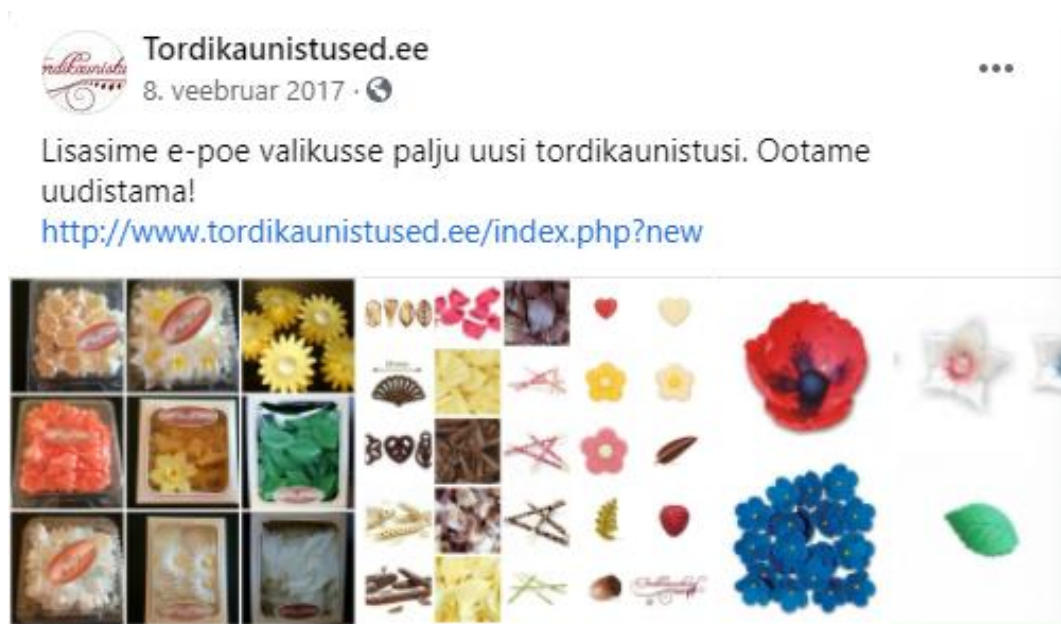 Tordikaunistused.ee
8. veebruar 2017 ·
Lisasime e-poe valikusse palju uusi tordikaunistusi. Ootame
uudistama!
http://www.tordikaunistused.ee/index.php?new